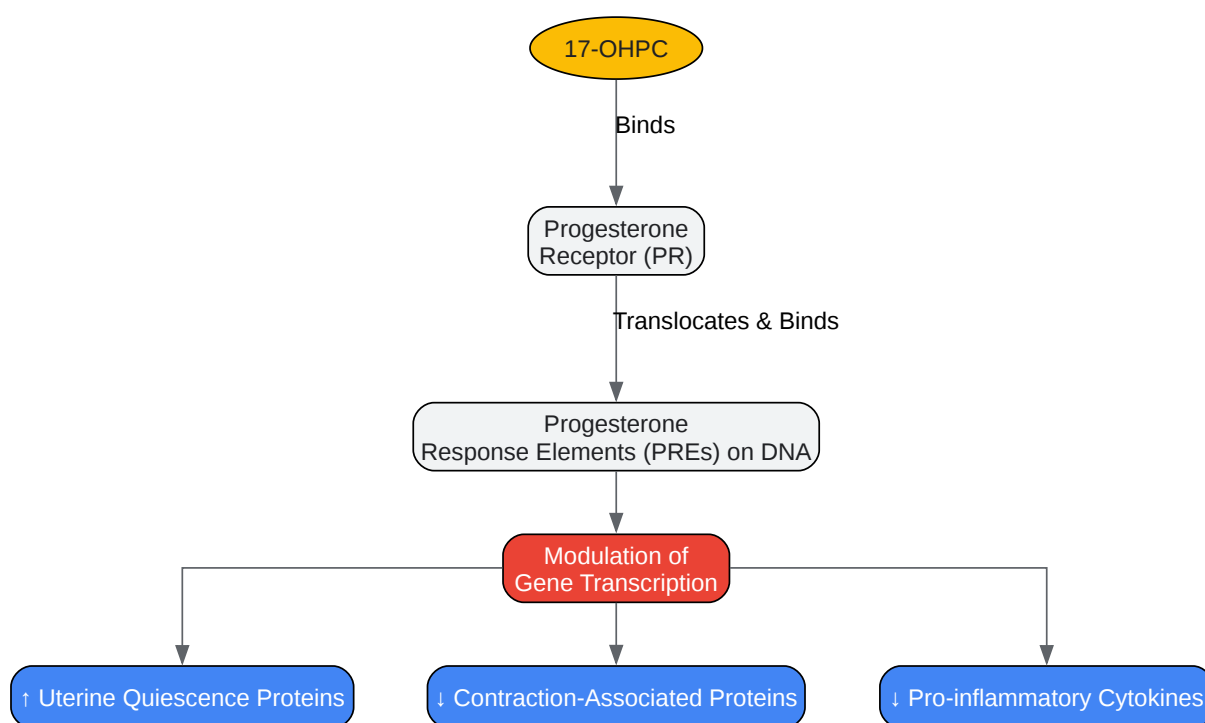 17-OHPC
Binds
Progesterone
Receptor (PR)
Translocates & Binds
Progesterone
Response Elements (PREs) on DNA
Modulation of
Gene Transcription
↑ Uterine Quiescence Proteins
↓ Contraction-Associated Proteins
↓ Pro-inflammatory Cytokines